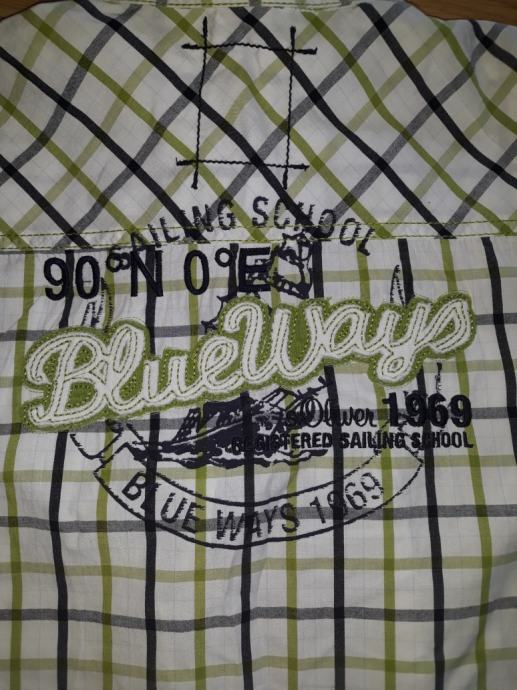 SAILING SCHOOL
90° N 0° E
BlueWays
s.Oliver 1969
REGISTERED SAILING SCHOOL
BLUE WAYS 1969